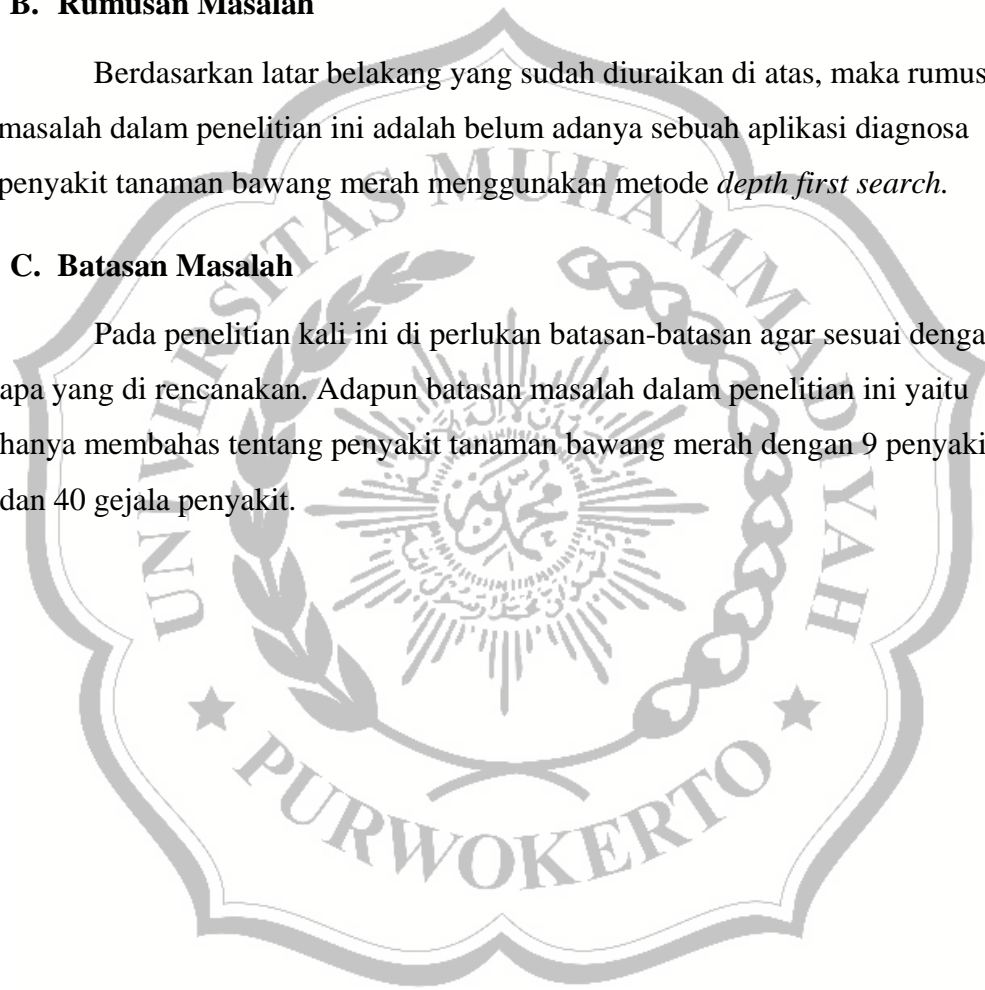 B. Rumusan Masalah
Berdasarkan latar belakang yang sudah diuraikan di atas, maka rumus
masalah dalam penelitian ini adalah belum adanya sebuah aplikasi diagnosa
penyakit tanaman bawang merah menggunakan metode depth first search.
C. Batasan Masalah
Pada penelitian kali ini di perlukan batasan-batasan agar sesuai denga
apa yang di rencanakan. Adapun batasan masalah dalam penelitian ini yaitu
hanya membahas tentang penyakit tanaman bawang merah dengan 9 penyaki
dan 40 gejala penyakit.
UNIVERSITAS MUHAMMADIYAH
PURWOKERTO